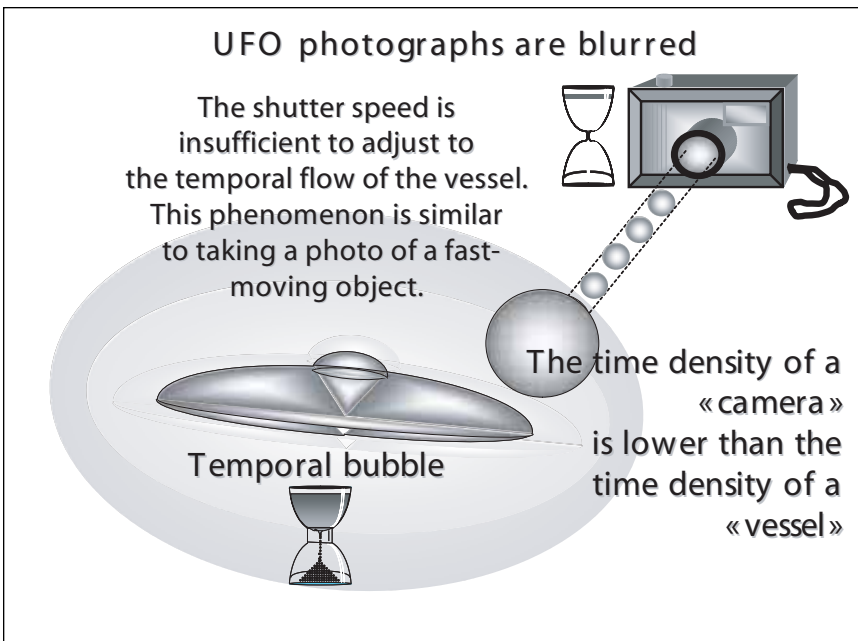 UFO photographs are blurred
The shutter speed is
insufficient to adjust to
the temporal flow of the vessel.
This phenomenon is similar
to taking a photo of a fast-
moving object.
The time density of a
«camera»
is lower than the
time density of a
«vessel»
Temporal bubble